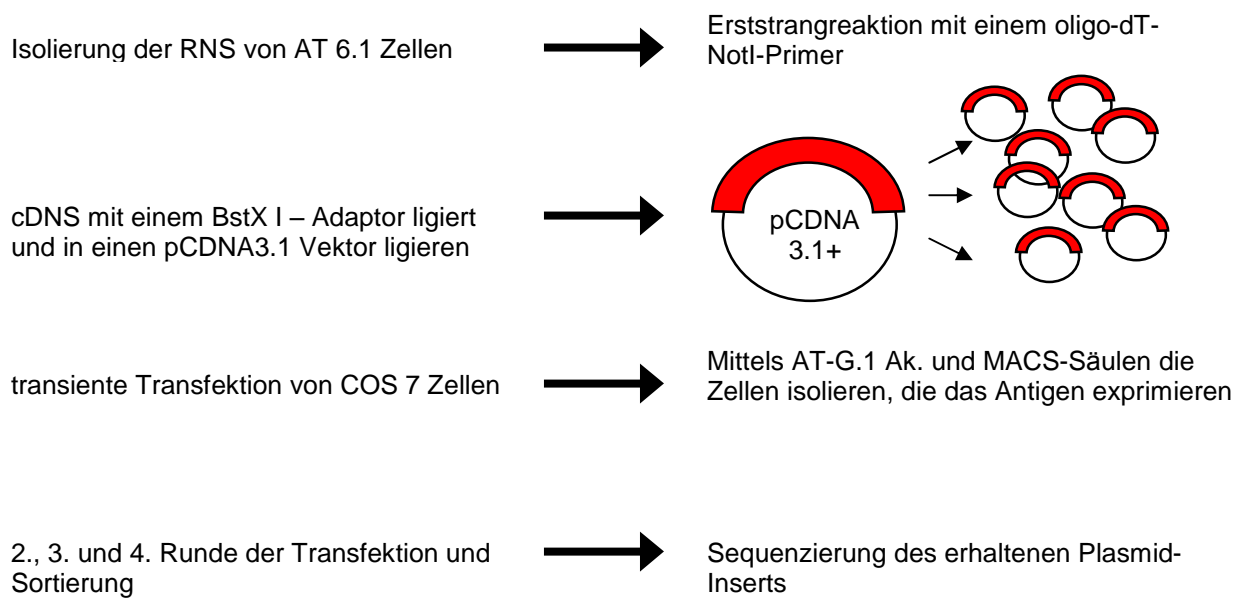 Isolierung der RNS von AT 6.1 Zellen
Erststrangreaktion mit einem oligo-dT-
NotI-Primer
cDNS mit einem BstX I – Adaptor ligiert
und in einen pCDNA3.1 Vektor ligieren
pCDNA
3.1+
transiente Transfektion von COS 7 Zellen
Mittels AT-G.1 Ak. und MACS-Säulen die
Zellen isolieren, die das Antigen exprimieren
2., 3. und 4. Runde der Transfektion und
Sortierung
Sequenzierung des erhaltenen Plasmid-
Inserts